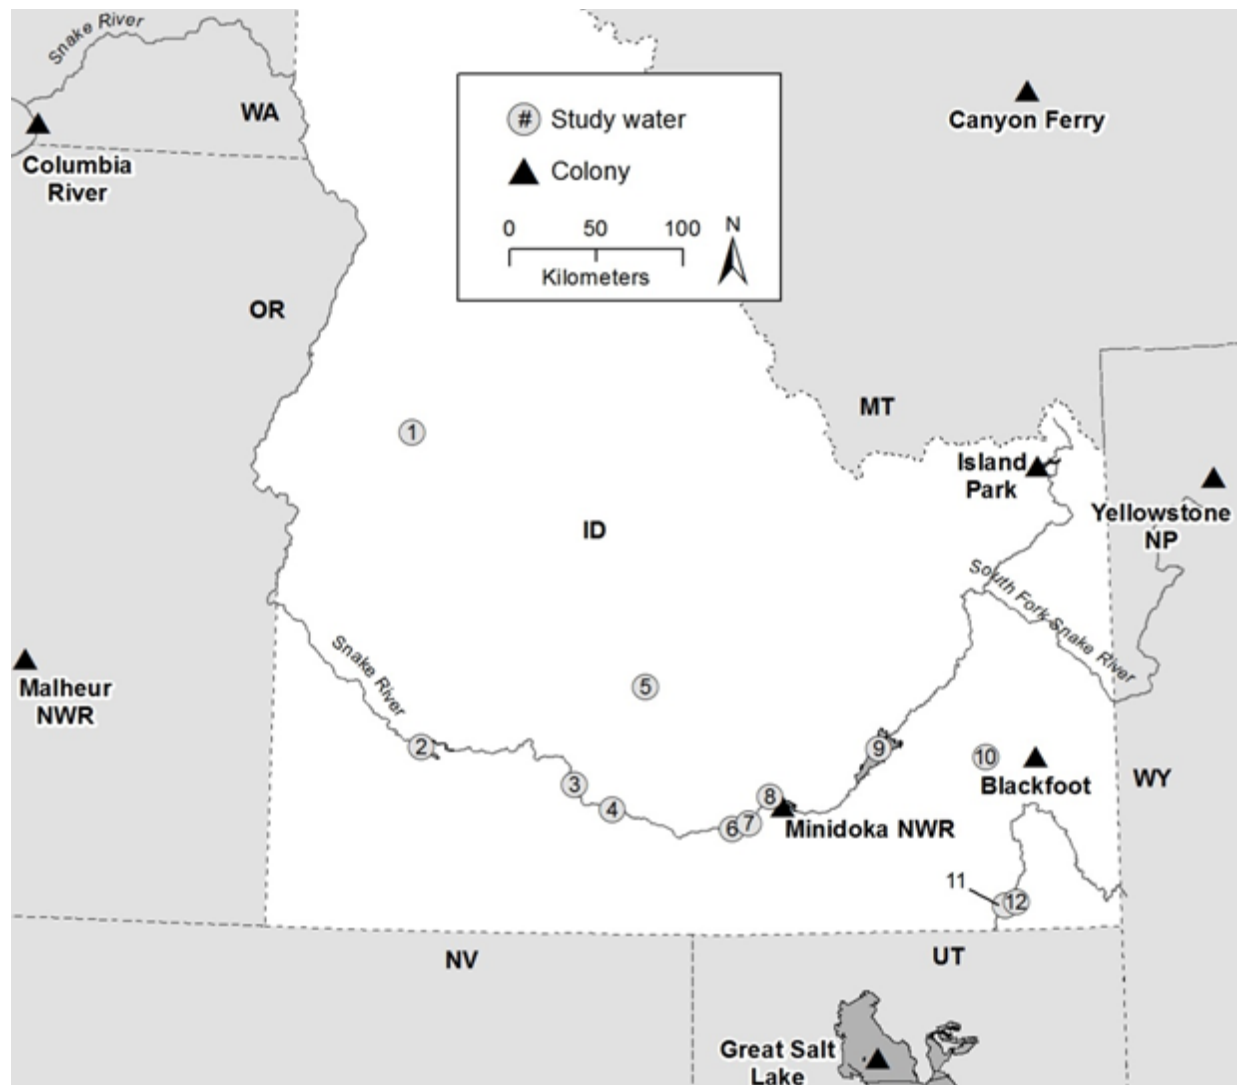 Snake River
WA
Columbia
River
# Study water
Colony
0 50 100
Kilometers
N
Canyon Ferry
OR
MT
1
Island
Park
Yellowstone
NP
ID
South Fork Snake River
Snake River
Malheur
NWR
5
2
9
10
Blackfoot
WY
3
4
8
6
7
Minidoka NWR
11
12
NV
UT
Great Salt
Lake